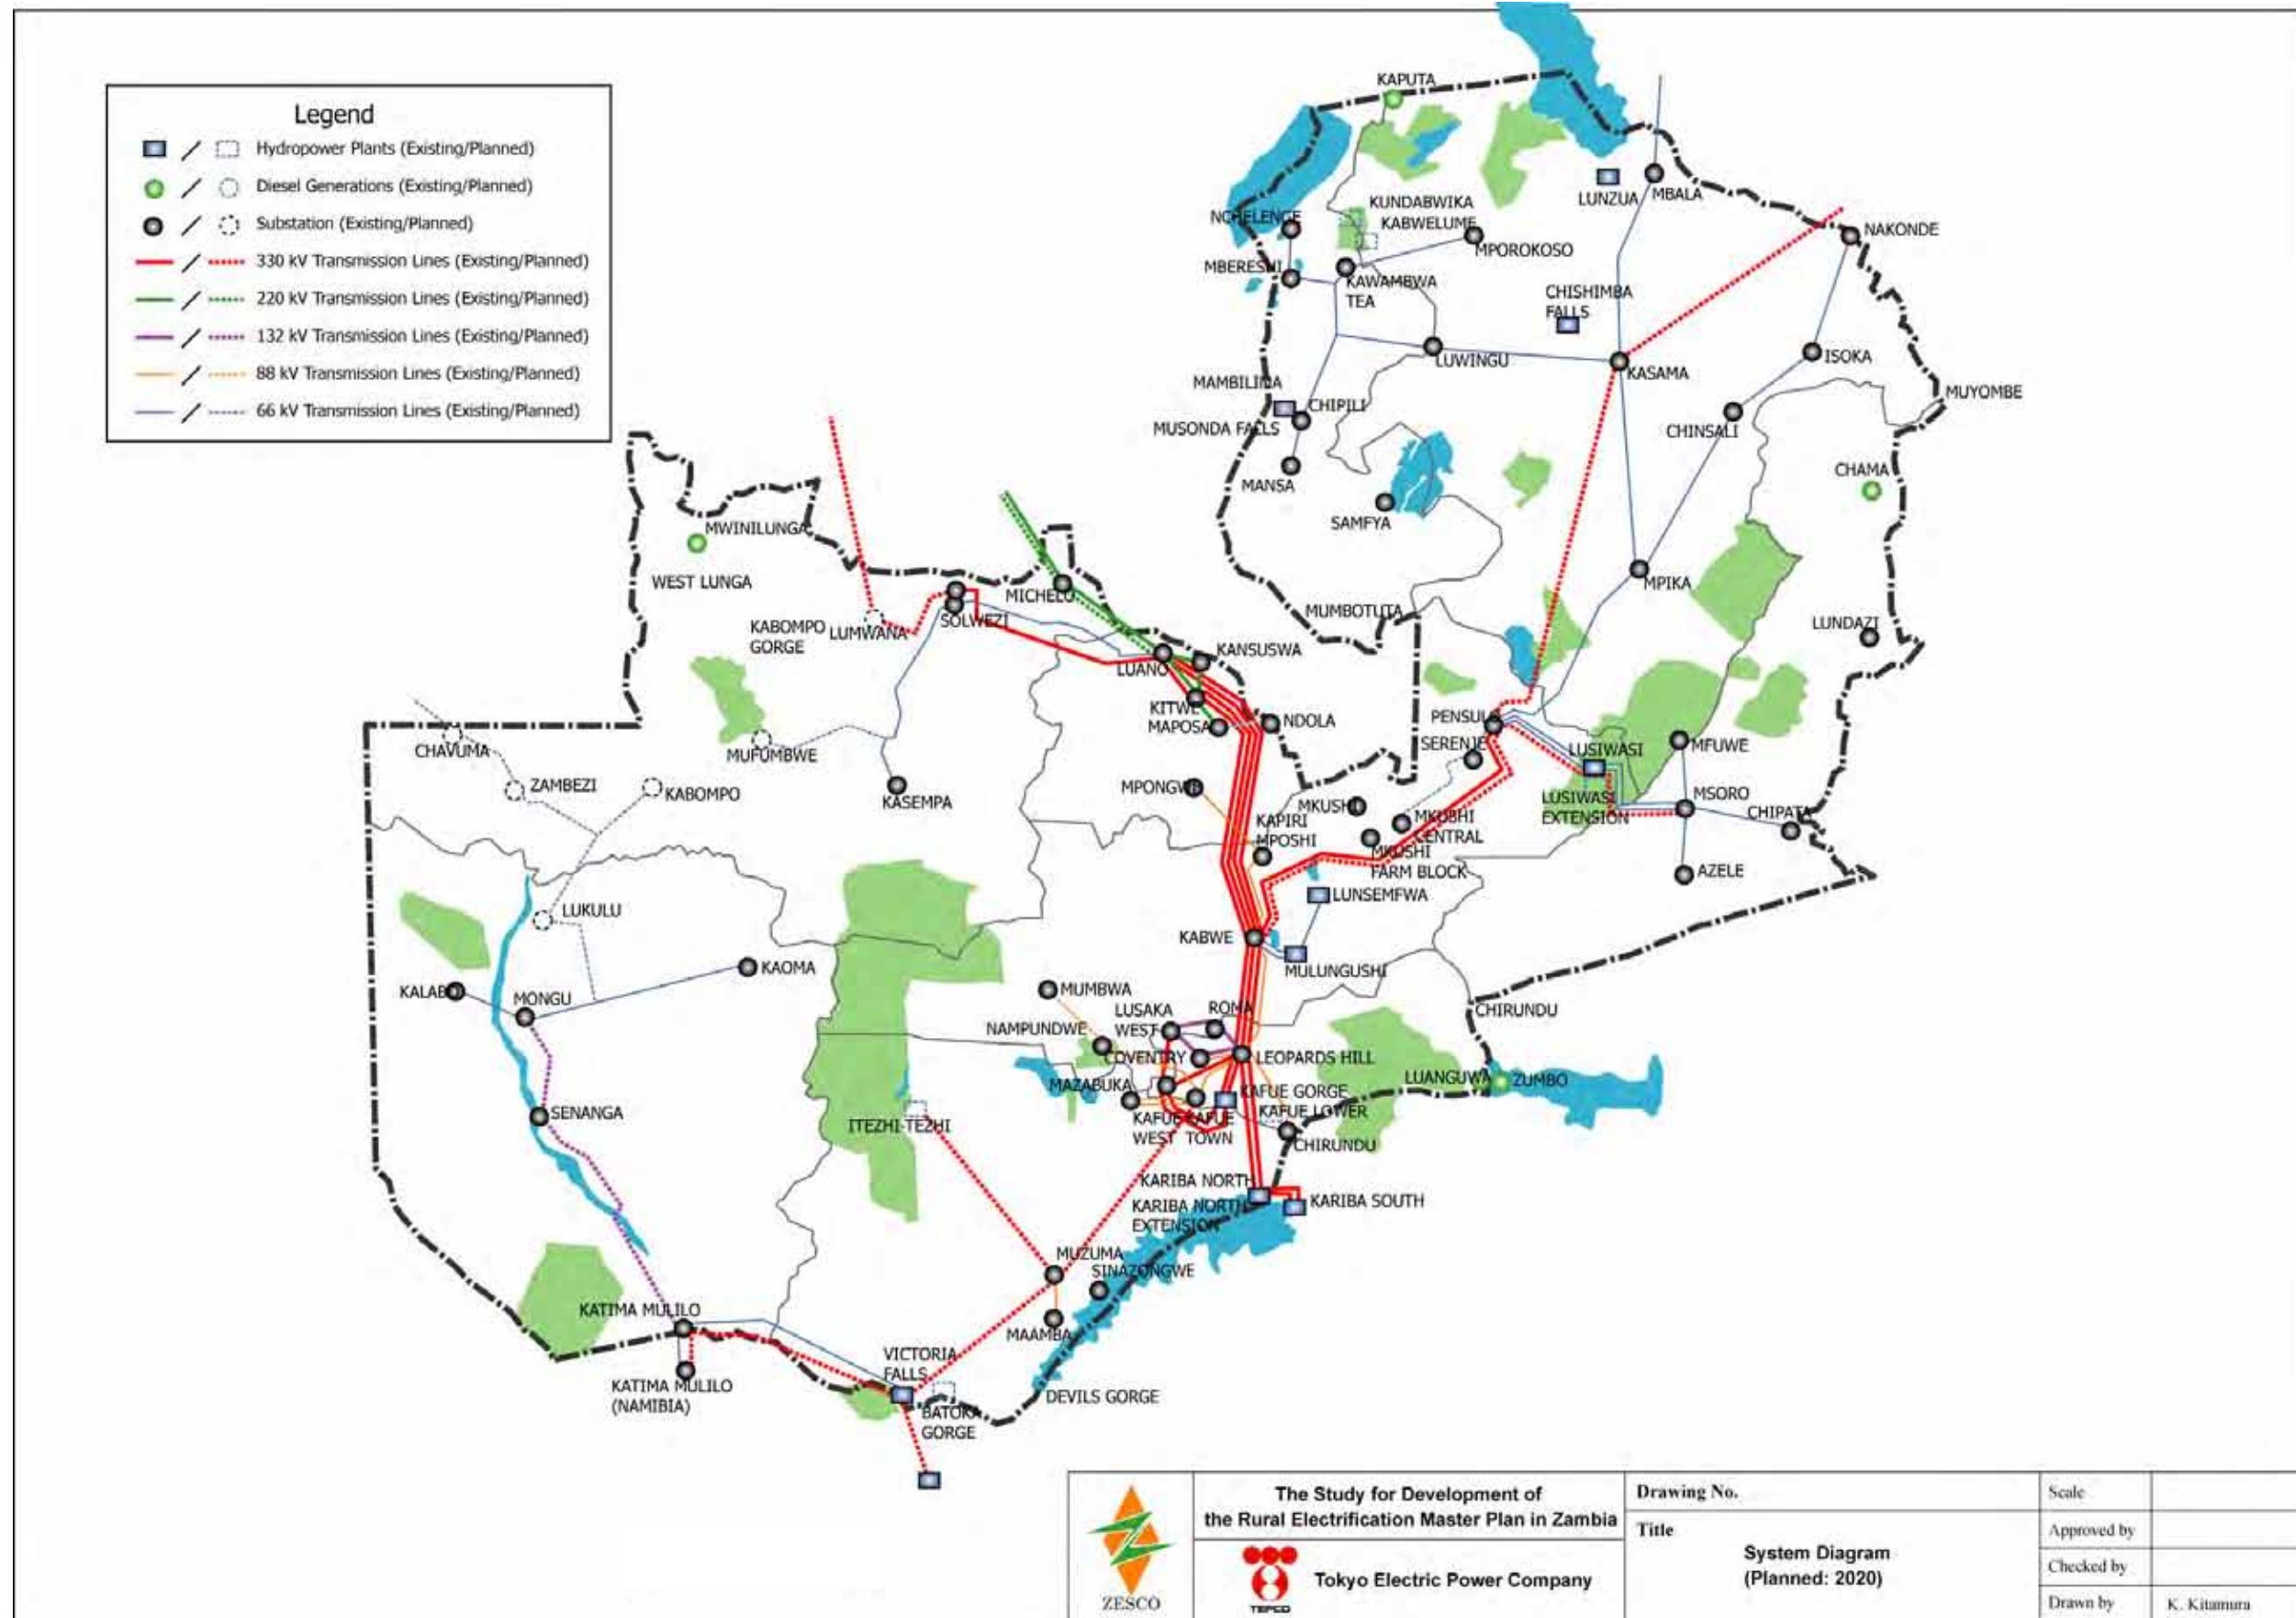 Legend
Hydropower Plants (Existing/Planned)
Diesel Generations (Existing/Planned)
Substation (Existing/Planned)
330 kV Transmission Lines (Existing/Planned)
220 kV Transmission Lines (Existing/Planned)
132 kV Transmission Lines (Existing/Planned)
88 kV Transmission Lines (Existing/Planned)
66 kV Transmission Lines (Existing/Planned)
KAPUTA
LUNZUA
MBALA
KUNDABWIKA
KABWELUME
NCHELENGE
NAKONDE
MPOROKOSO
MBERESHI
KAWAMBWA
TEA
CHISHIMBA
FALLS
LUWINGU
ISOKA
KASAMA
MAMBILIMA
CHIPILI
MUSONDA FALLS
MUYOMBE
CHINSALI
MANSA
CHAMA
SAMFYA
MWINILUNGA
WEST LUNGA
MICHELO
MPIKA
KABOMPO
GORGE
LUMWANA
SOLWEZI
MUMBOTUTA
LUNDAZI
KANSUSWA
LUANO
KITWE
MAPOSA
NDOLA
PENSULO
SERENJE
LUSIWASI
MFUWE
CHAVUMA
MUFUMBWE
ZAMBEZI
KABOMPO
KASEMPA
MPONGWE
MKUSHI
KAPIRI
MPOSHI
MKUSHI
CENTRAL
LUSIWASI
EXTENSION
MSORO
CHIPATA
MKUSHI
FARM BLOCK
AZELE
LUNSEMFWA
LUKULU
KABWE
MULUNGUSHI
KAOMA
KALABO
MONGU
MUMBWA
LUSAKA
WEST
ROMA
CHIRUNDU
NAMPUNDWE
COVENTRY
LEOPARDS HILL
MAZABUKA
KAFUE GORGE
KAFUE LOWER
LUANGUWA
ZUMBO
SENANGA
ITEZHI-TEZHI
KAFUE
WEST
KAFUE
TOWN
CHIRUNDU
KARIBA NORTH
KARIBA NORTH
EXTENSION
KARIBA SOUTH
MUZUMA
SINAZONGWE
KATIMA MULILO
MAAMBA
VICTORIA
FALLS
KATIMA MULILO
(NAMIBIA)
BATOKA
GORGE
DEVILS GORGE
ZESCO
The Study for Development of
the Rural Electrification Master Plan in Zambia
TEPCO
Tokyo Electric Power Company
Drawing No.
Title
System Diagram
(Planned: 2020)
Scale
Approved by
Checked by
Drawn by
K. Kitamura